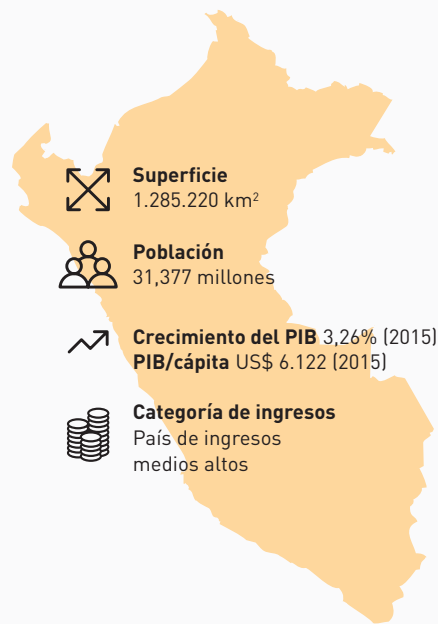 Superficie
1.285.220 km²
Población
31,377 millones
Crecimiento del PIB 3,26% (2015)
PIB/cápita US$ 6.122 (2015)
Categoría de ingresos
País de ingresos
medios altos